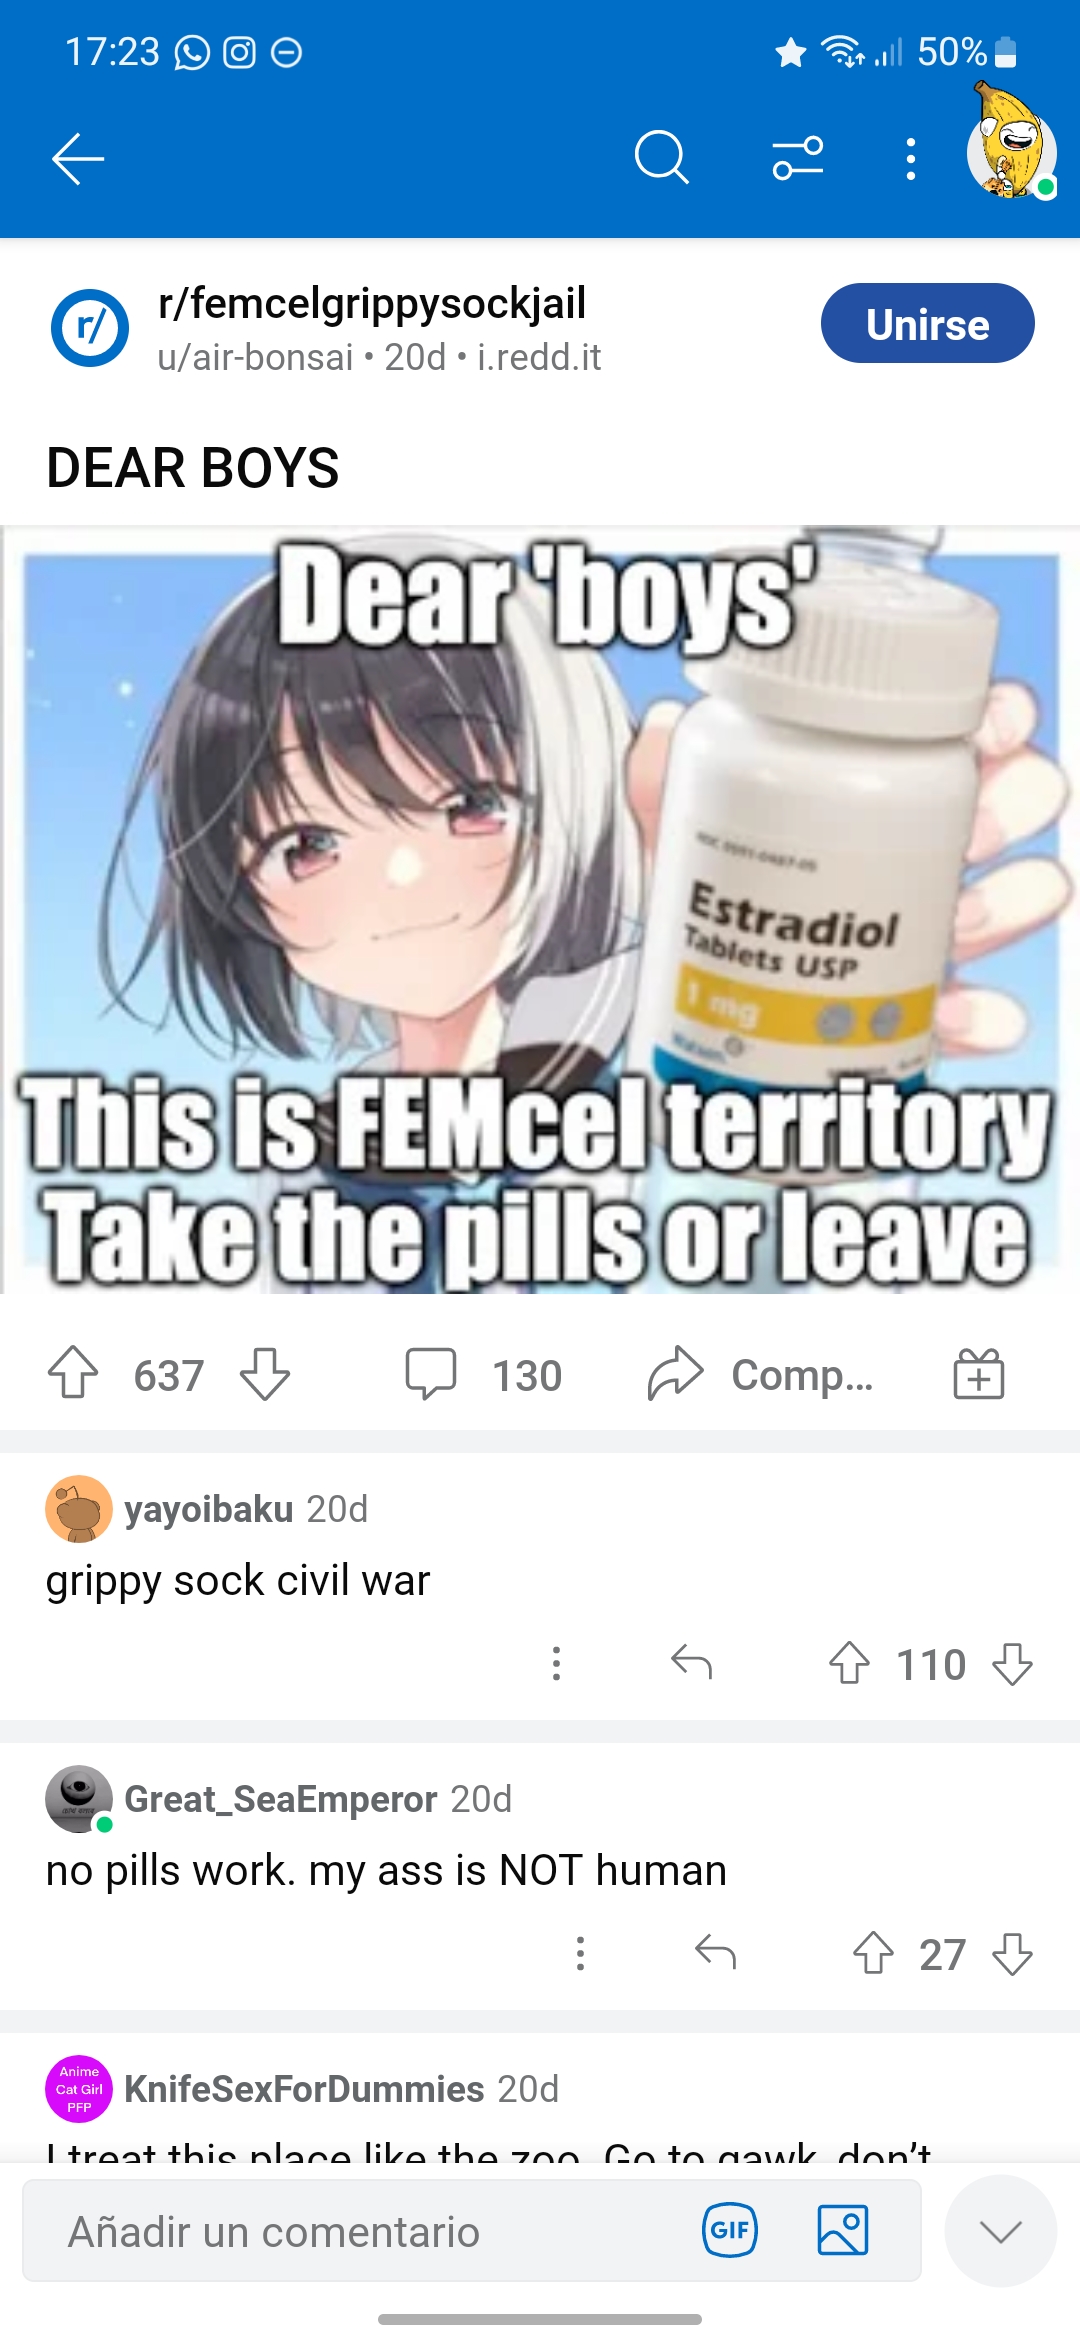 17:23
50%
r/
r/femcelgrippysockjail
u/air-bonsai • 20d • i.redd.it
Unirse
DEAR BOYS
Dear 'boys'
Estradiol
Tablets USP
1 mg
This is FEMcel territory
Take the pills or leave
637
130
Comp...
yayoibaku 20d
grippy sock civil war
110
Great_SeaEmperor 20d
no pills work. my ass is NOT human
27
Anime
Cat Girl
PFP
KnifeSexForDummies 20d
I treat this place like the zoo. Go to gawk, don't
Añadir un comentario
GIF